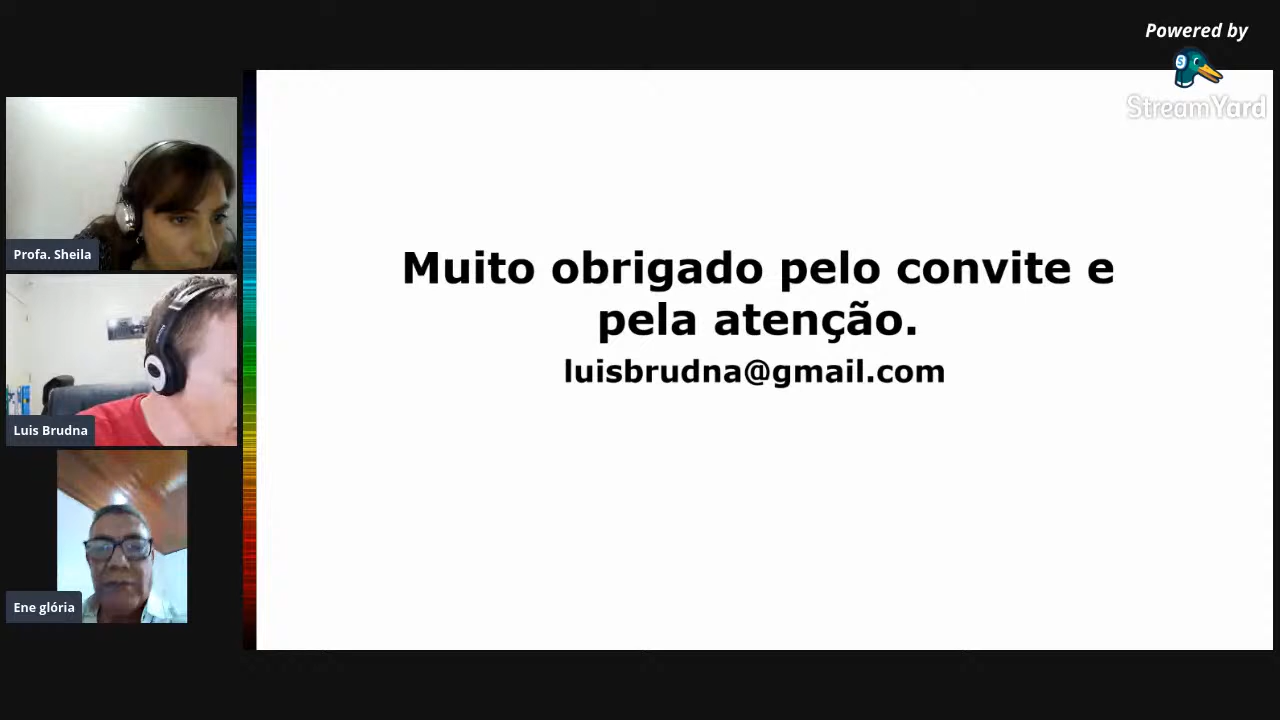 Powered by
StreamYard
Profa. Sheila
Luis Brudna
Ene glória
Muito obrigado pelo convite e
pela atenção.
luisbrudna@gmail.com